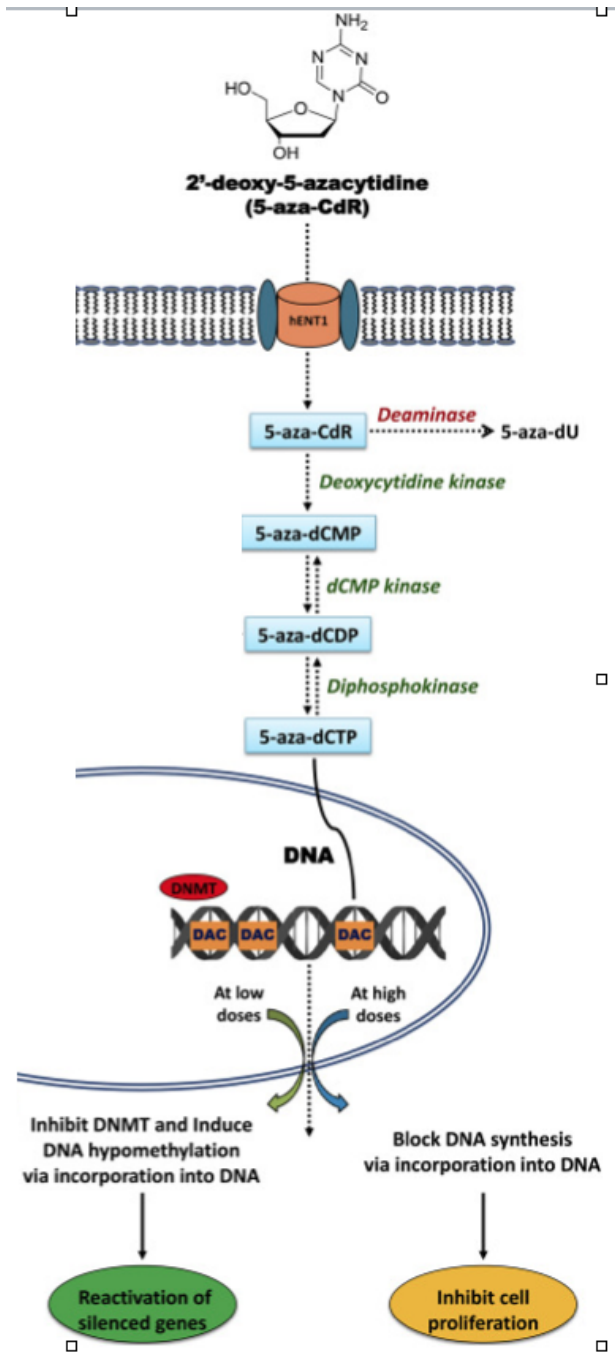 NH₂
N
N
HO
O
N
O
OH
2’-deoxy-5-azacytidine
(5-aza-CdR)
hENT1
5-aza-CdR
Deaminase
5-aza-dU
Deoxycytidine kinase
5-aza-dCMP
dCMP kinase
5-aza-dCDP
Diphosphokinase
5-aza-dCTP
DNA
DNMT
DAC
DAC
DAC
At low
doses
At high
doses
Inhibit DNMT and Induce
DNA hypomethylation
via incorporation into DNA
Block DNA synthesis
via incorporation into DNA
Reactivation of
silenced genes
Inhibit cell
proliferation